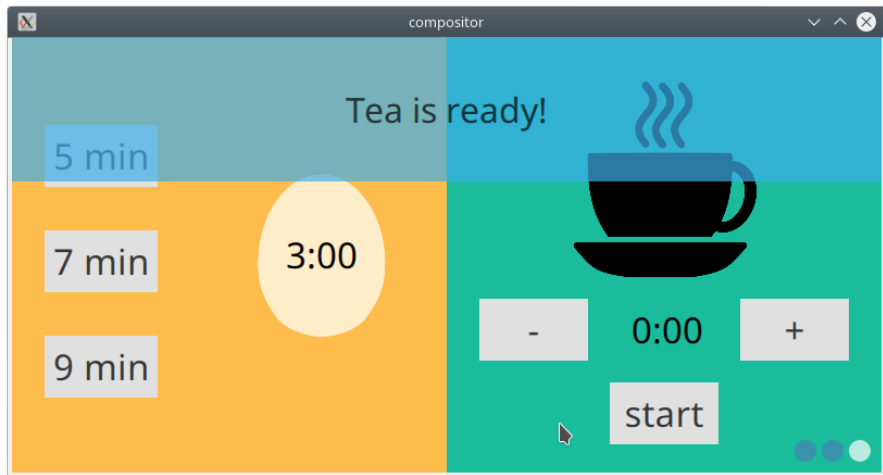 compositor
Tea is ready!
5 min
7 min
9 min
3:00
- 0:00 +
start